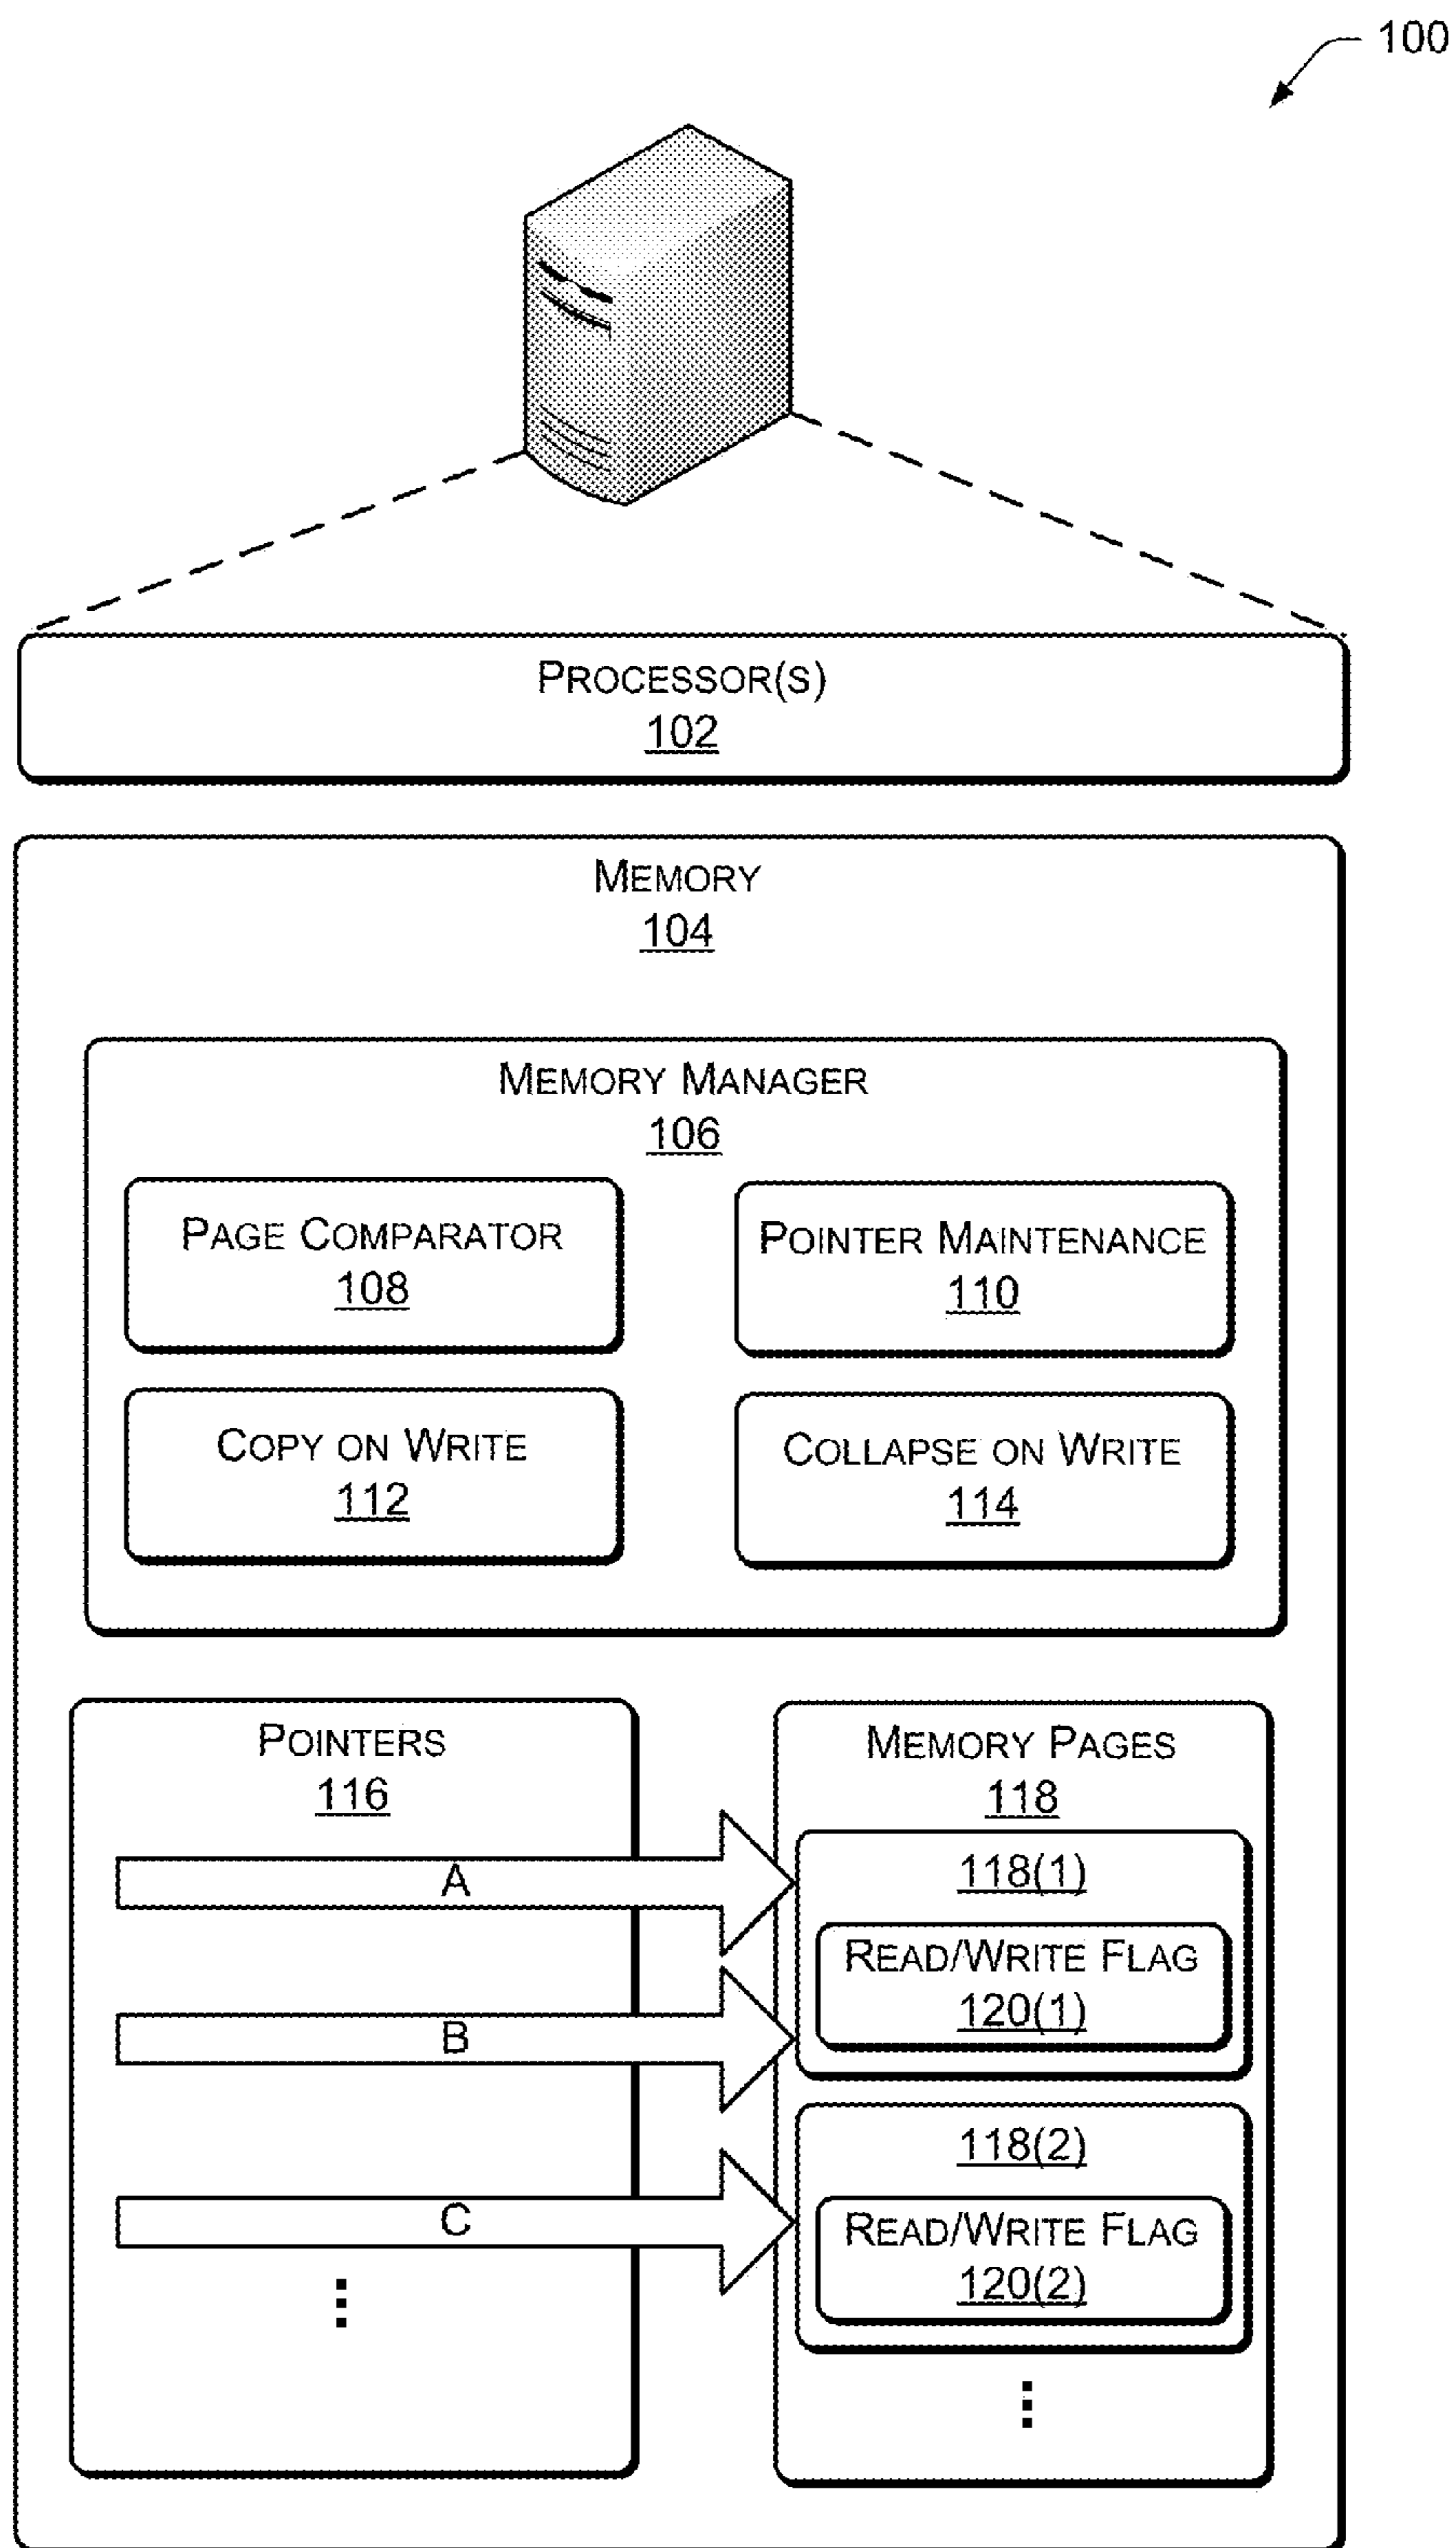 100
PROCESSOR(S)
102
MEMORY
104
MEMORY MANAGER
106
PAGE COMPARATOR
108
POINTER MAINTENANCE
110
COPY ON WRITE
112
COLLAPSE ON WRITE
114
POINTERS
116
MEMORY PAGES
118
A
118(1)
READ/WRITE FLAG
120(1)
B
118(2)
C
READ/WRITE FLAG
120(2)